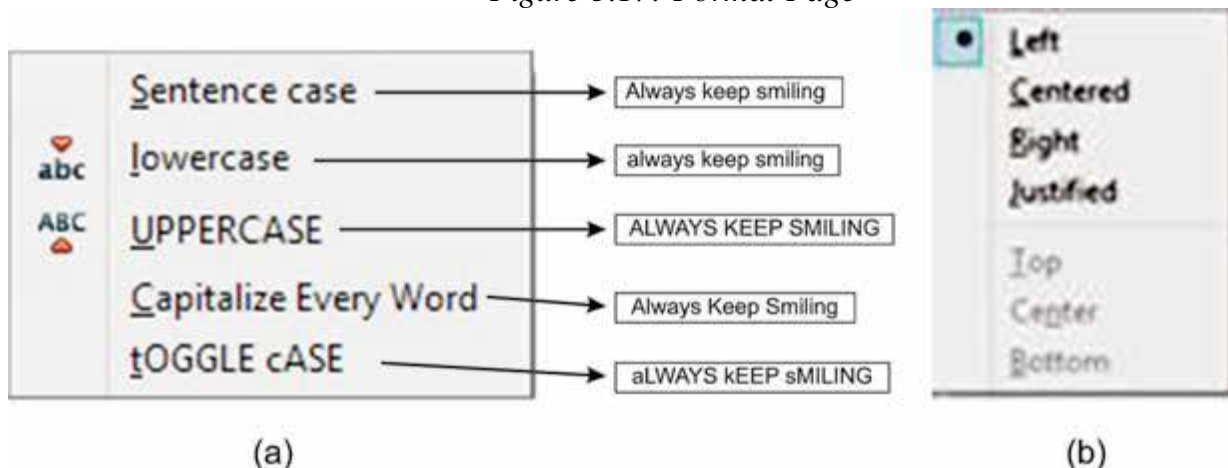 Figure 3.17: Format Page
Sentence case
Always keep smiling
abc
lowercase
always keep smiling
ABC
UPPERCASE
ALWAYS KEEP SMILING
Capitalize Every Word
Always Keep Smiling
tOGGLE cASE
aLWAYS kEEP sMILING
(a)
Left
Centered
Right
Justified
Top
Center
Bottom
(b)